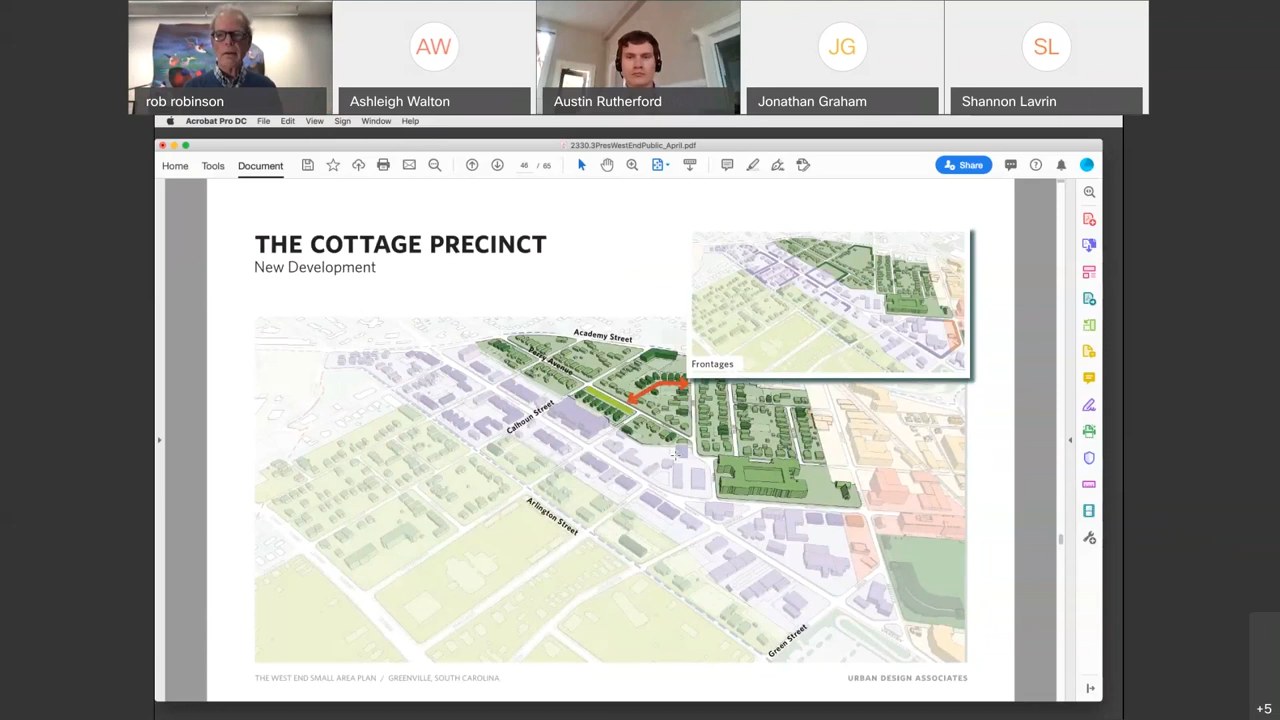 AW
JG
SL
rob robinson
Ashleigh Walton
Austin Rutherford
Jonathan Graham
Shannon Lavrin
Acrobat Pro DC File Edit View Sign Window Help
2330.3PresWestEndPublic_April.pdf
Home Tools Document
46 / 65
Share
THE COTTAGE PRECINCT
New Development
Frontages
Academy Street
Perry Avenue
Calhoun Street
Arlington Street
Green Street
THE WEST END SMALL AREA PLAN / GREENVILLE, SOUTH CAROLINA
URBAN DESIGN ASSOCIATES
+5